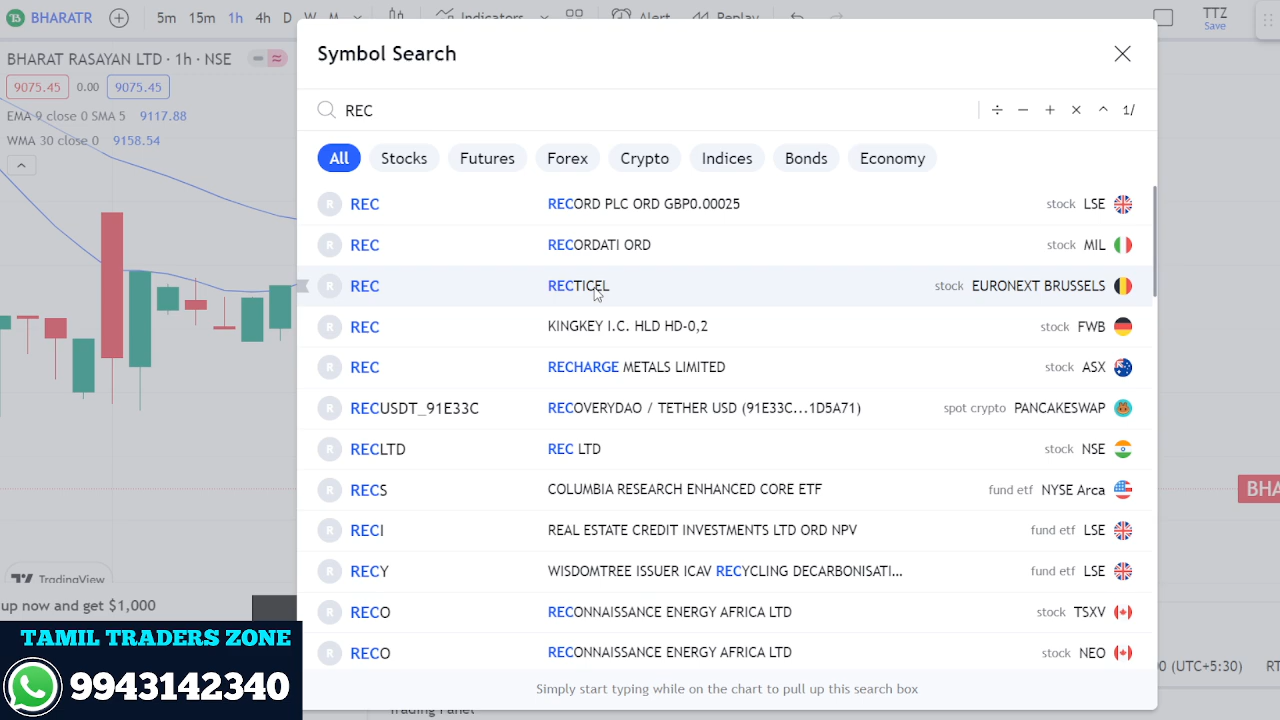 BHARATR 5m 15m 1h 4h D W M Indicators Alert Replay TTZ
Save
Symbol Search
BHARAT RASAYAN LTD · 1h · NSE
9075.45 0.00 9075.45
EMA 9 close 0 SMA 5 9117.88
WMA 30 close 0 9158.54
REC ÷ − + × ^ 1/
All Stocks Futures Forex Crypto Indices Bonds Economy
R REC RECORD PLC ORD GBP0.00025 stock LSE
R REC RECORDATI ORD stock MIL
R REC RECTICEL stock EURONEXT BRUSSELS
R REC KINGKEY I.C. HLD HD-0,2 stock FWB
R REC RECHARGE METALS LIMITED stock ASX
R RECUSDT_91E33C RECOVERYDAO / TETHER USD (91E33C...1D5A71) spot crypto PANCAKESWAP
R RECLTD REC LTD stock NSE
R RECS COLUMBIA RESEARCH ENHANCED CORE ETF fund etf NYSE Arca
BHA
R RECI REAL ESTATE CREDIT INVESTMENTS LTD ORD NPV fund etf LSE
R RECY WISDOMTREE ISSUER ICAV RECYCLING DECARBONISATI... fund etf LSE
TradingView
up now and get $1,000
R RECO RECONNAISSANCE ENERGY AFRICA LTD stock TSXV
R RECO RECONNAISSANCE ENERGY AFRICA LTD stock NEO
(UTC+5:30) RT
Simply start typing while on the chart to pull up this search box
Trading Panel
TAMIL TRADERS ZONE
9943142340